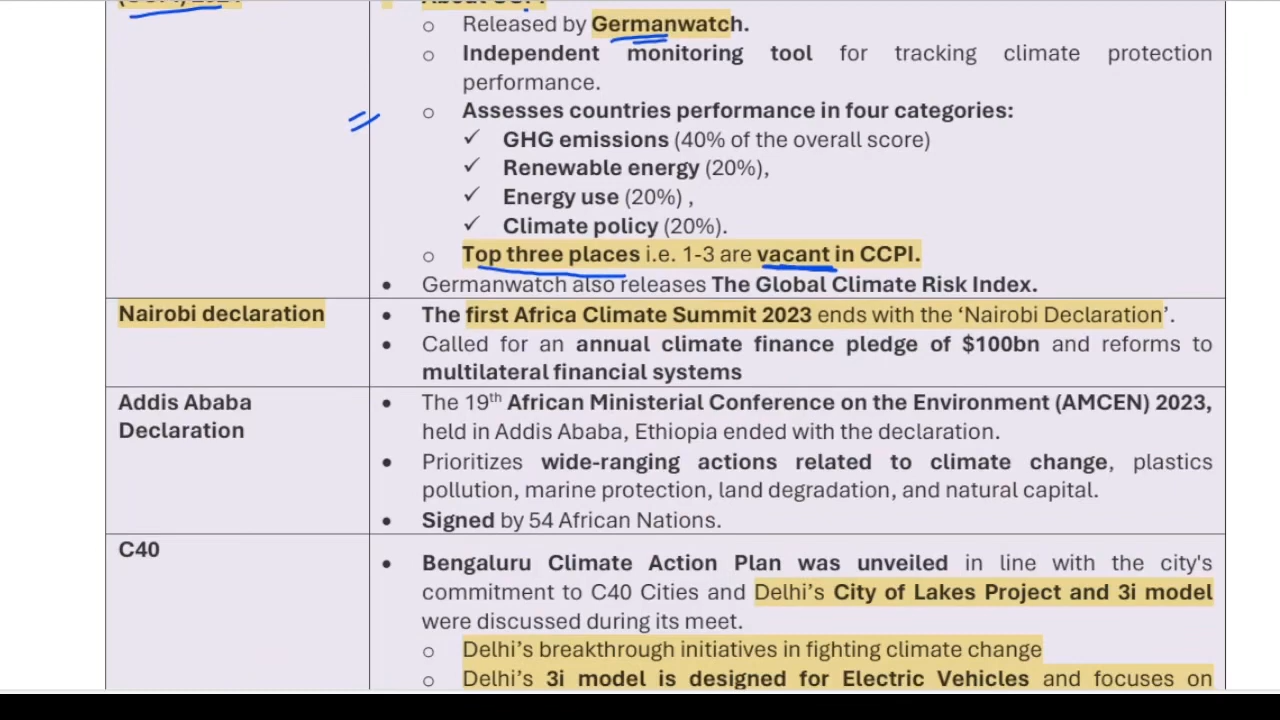 About CCPI
o Released by Germanwatch.
o Independent monitoring tool for tracking climate protection
performance.
o Assesses countries performance in four categories:
✓ GHG emissions (40% of the overall score)
✓ Renewable energy (20%),
✓ Energy use (20%) ,
✓ Climate policy (20%).
o Top three places i.e. 1-3 are vacant in CCPI.
• Germanwatch also releases The Global Climate Risk Index.
Nairobi declaration
• The first Africa Climate Summit 2023 ends with the ‘Nairobi Declaration’.
• Called for an annual climate finance pledge of $100bn and reforms to
multilateral financial systems
Addis Ababa
Declaration
• The 19th African Ministerial Conference on the Environment (AMCEN) 2023,
held in Addis Ababa, Ethiopia ended with the declaration.
• Prioritizes wide-ranging actions related to climate change, plastics
pollution, marine protection, land degradation, and natural capital.
• Signed by 54 African Nations.
C40
• Bengaluru Climate Action Plan was unveiled in line with the city's
commitment to C40 Cities and Delhi’s City of Lakes Project and 3i model
were discussed during its meet.
o Delhi’s breakthrough initiatives in fighting climate change
o Delhi’s 3i model is designed for Electric Vehicles and focuses on